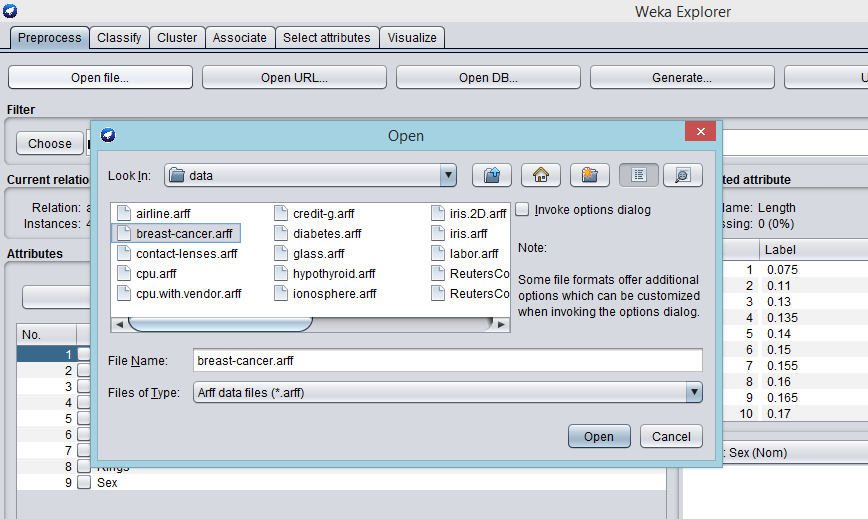 Weka Explorer
Preprocess Classify Cluster Associate Select attributes Visualize
Open file... Open URL... Open DB... Generate... U
Filter
Choose
Open
Current relatio
Relation: a
Instances: 4
Attributes
No.
1
2
3
4
5
6
7
8 Rings
9 Sex
Look In: data
airline.arff
breast-cancer.arff
contact-lenses.arff
cpu.arff
cpu.with.vendor.arff
credit-g.arff
diabetes.arff
glass.arff
hypothyroid.arff
ionosphere.arff
iris.2D.arff
iris.arff
labor.arff
ReutersCo
ReutersCo
Invoke options dialog
Note:
Some file formats offer additional
options which can be customized
when invoking the options dialog.
File Name: breast-cancer.arff
Files of Type: Arff data files (*.arff)
Open Cancel
ted attribute
lame: Length
sing: 0 (0%)
Label
1 0.075
2 0.11
3 0.13
4 0.135
5 0.14
6 0.15
7 0.155
8 0.16
9 0.165
10 0.17
: Sex (Nom)